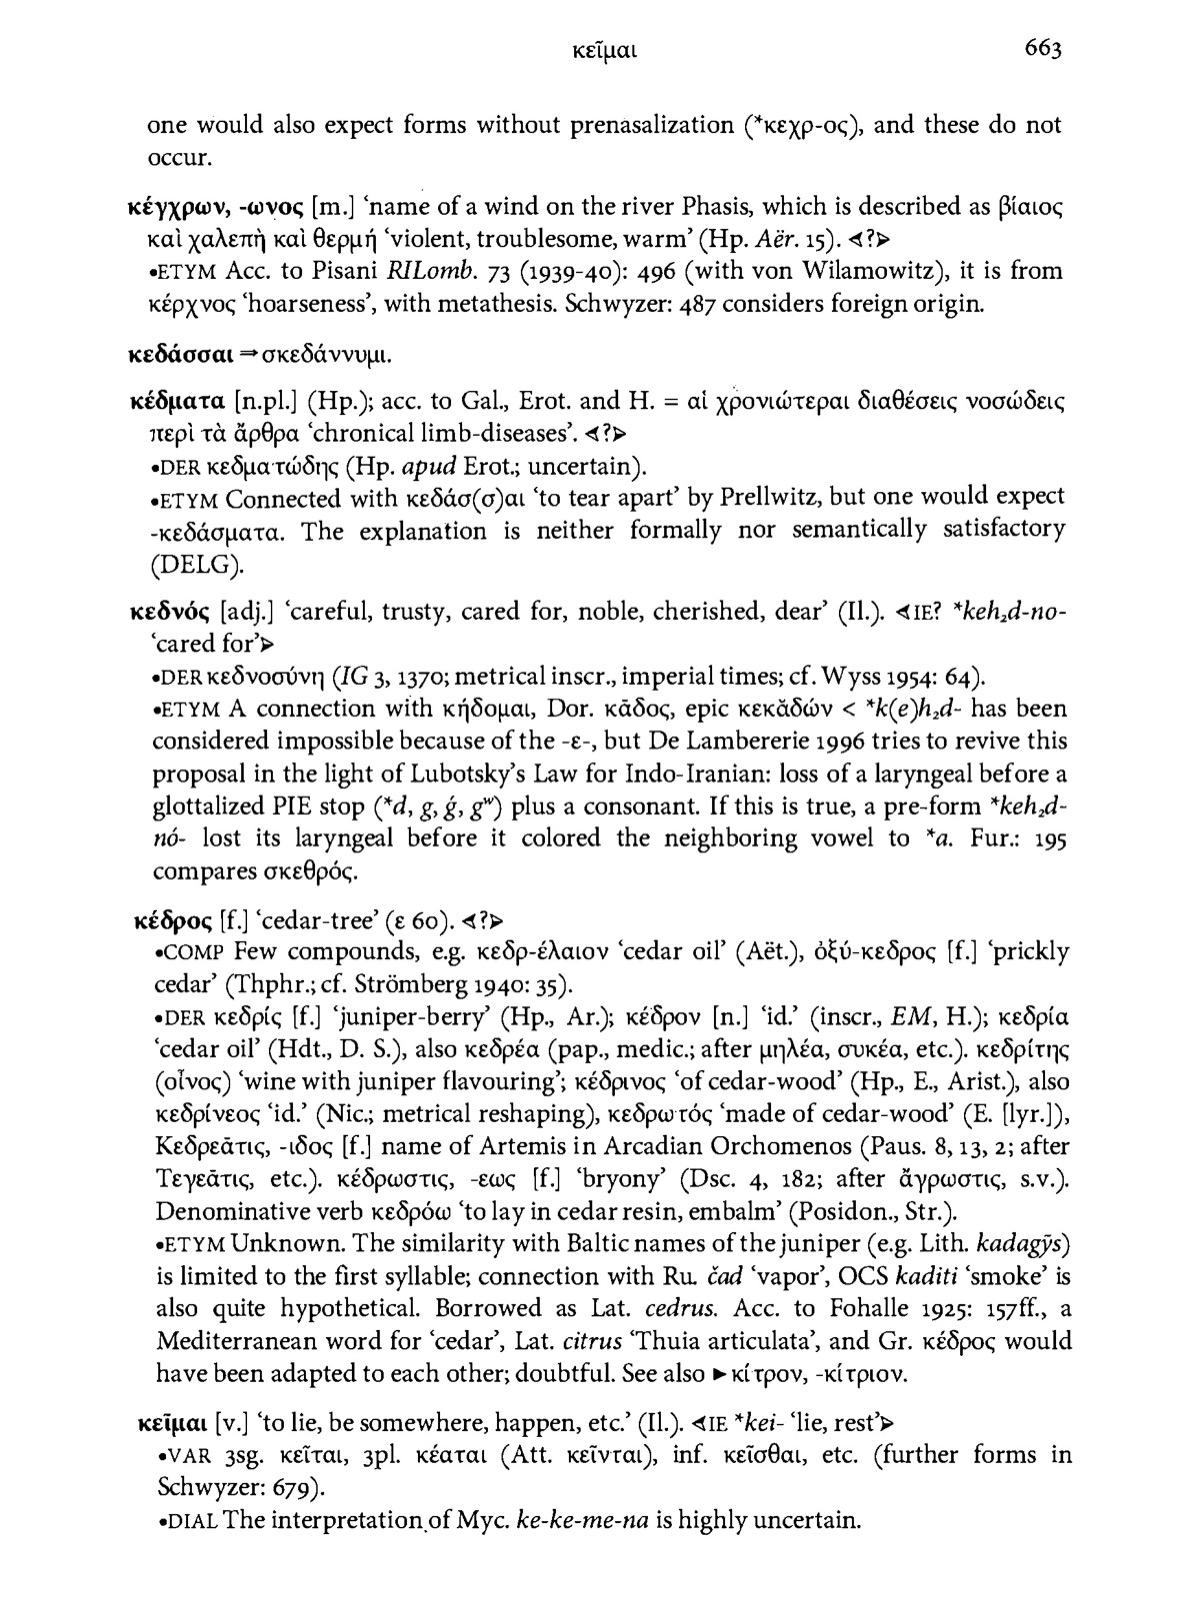 κεῖμαι 663
one would also expect forms without prenasalization (*κεχρ-ος), and these do not
occur.
κέγχρων, -ωνος [m.] ‘name of a wind on the river Phasis, which is described as βίαιος
καὶ χαλεπὴ καὶ θερμή ‘violent, troublesome, warm’ (Hp. Aër. 15). ⋖?⋗
•ETYM Acc. to Pisani RILomb. 73 (1939-40): 496 (with von Wilamowitz), it is from
κέρχνος ‘hoarseness’, with metathesis. Schwyzer: 487 considers foreign origin.
κεδάσσαι ⇒ σκεδάννυμι.
κέδματα [n.pl.] (Hp.); acc. to Gal., Erot. and H. = αἱ χρονιώτεραι διαθέσεις νοσώδεις
περὶ τὰ ἄρθρα ‘chronical limb-diseases’. ⋖?⋗
•DER κεδματώδης (Hp. apud Erot.; uncertain).
•ETYM Connected with κεδάσ(σ)αι ‘to tear apart’ by Prellwitz, but one would expect
-κεδάσματα. The explanation is neither formally nor semantically satisfactory
(DELG).
κεδνός [adj.] ‘careful, trusty, cared for, noble, cherished, dear’ (Il.). ⋖IE? *keh₂d-no-
‘cared for’⋗
•DER κεδνοσύνη (IG 3, 1370; metrical inscr., imperial times; cf. Wyss 1954: 64).
•ETYM A connection with κήδομαι, Dor. κᾶδος, epic κεκᾰδών < *k(e)h₂d- has been
considered impossible because of the -ε-, but De Lambererie 1996 tries to revive this
proposal in the light of Lubotsky’s Law for Indo-Iranian: loss of a laryngeal before a
glottalized PIE stop (*d, g, ǵ, gʷ) plus a consonant. If this is true, a pre-form *keh₂d-
nó- lost its laryngeal before it colored the neighboring vowel to *a. Fur.: 195
compares σκεθρός.
κέδρος [f.] ‘cedar-tree’ (ε 60). ⋖?⋗
•COMP Few compounds, e.g. κεδρ-έλαιον ‘cedar oil’ (Aët.), ὀξύ-κεδρος [f.] ‘prickly
cedar’ (Thphr.; cf. Strömberg 1940: 35).
•DER κεδρίς [f.] ‘juniper-berry’ (Hp., Ar.); κέδρον [n.] ‘id.’ (inscr., EM, H.); κεδρία
‘cedar oil’ (Hdt., D. S.), also κεδρέα (pap., medic.; after μηλέα, συκέα, etc.). κεδρίτης
(οἶνος) ‘wine with juniper flavouring’; κέδρινος ‘of cedar-wood’ (Hp., E., Arist.), also
κεδρίνεος ‘id.’ (Nic.; metrical reshaping), κεδρωτός ‘made of cedar-wood’ (E. [lyr.]),
Κεδρεᾶτις, -ιδος [f.] name of Artemis in Arcadian Orchomenos (Paus. 8, 13, 2; after
Τεγεᾶτις, etc.). κέδρωστις, -εως [f.] ‘bryony’ (Dsc. 4, 182; after ἄγρωστις, s.v.).
Denominative verb κεδρόω ‘to lay in cedar resin, embalm’ (Posidon., Str.).
•ETYM Unknown. The similarity with Baltic names of the juniper (e.g. Lith. kadagỹs)
is limited to the first syllable; connection with Ru. čad ‘vapor’, OCS kaditi ‘smoke’ is
also quite hypothetical. Borrowed as Lat. cedrus. Acc. to Fohalle 1925: 157ff., a
Mediterranean word for ‘cedar’, Lat. citrus ‘Thuia articulata’, and Gr. κέδρος would
have been adapted to each other; doubtful. See also ►κίτρον, -κίτριον.
κεῖμαι [v.] ‘to lie, be somewhere, happen, etc.’ (Il.). ⋖IE *kei- ‘lie, rest’⋗
•VAR 3sg. κεῖται, 3pl. κέαται (Att. κεῖνται), inf. κεῖσθαι, etc. (further forms in
Schwyzer: 679).
•DIAL The interpretation of Myc. ke-ke-me-na is highly uncertain.